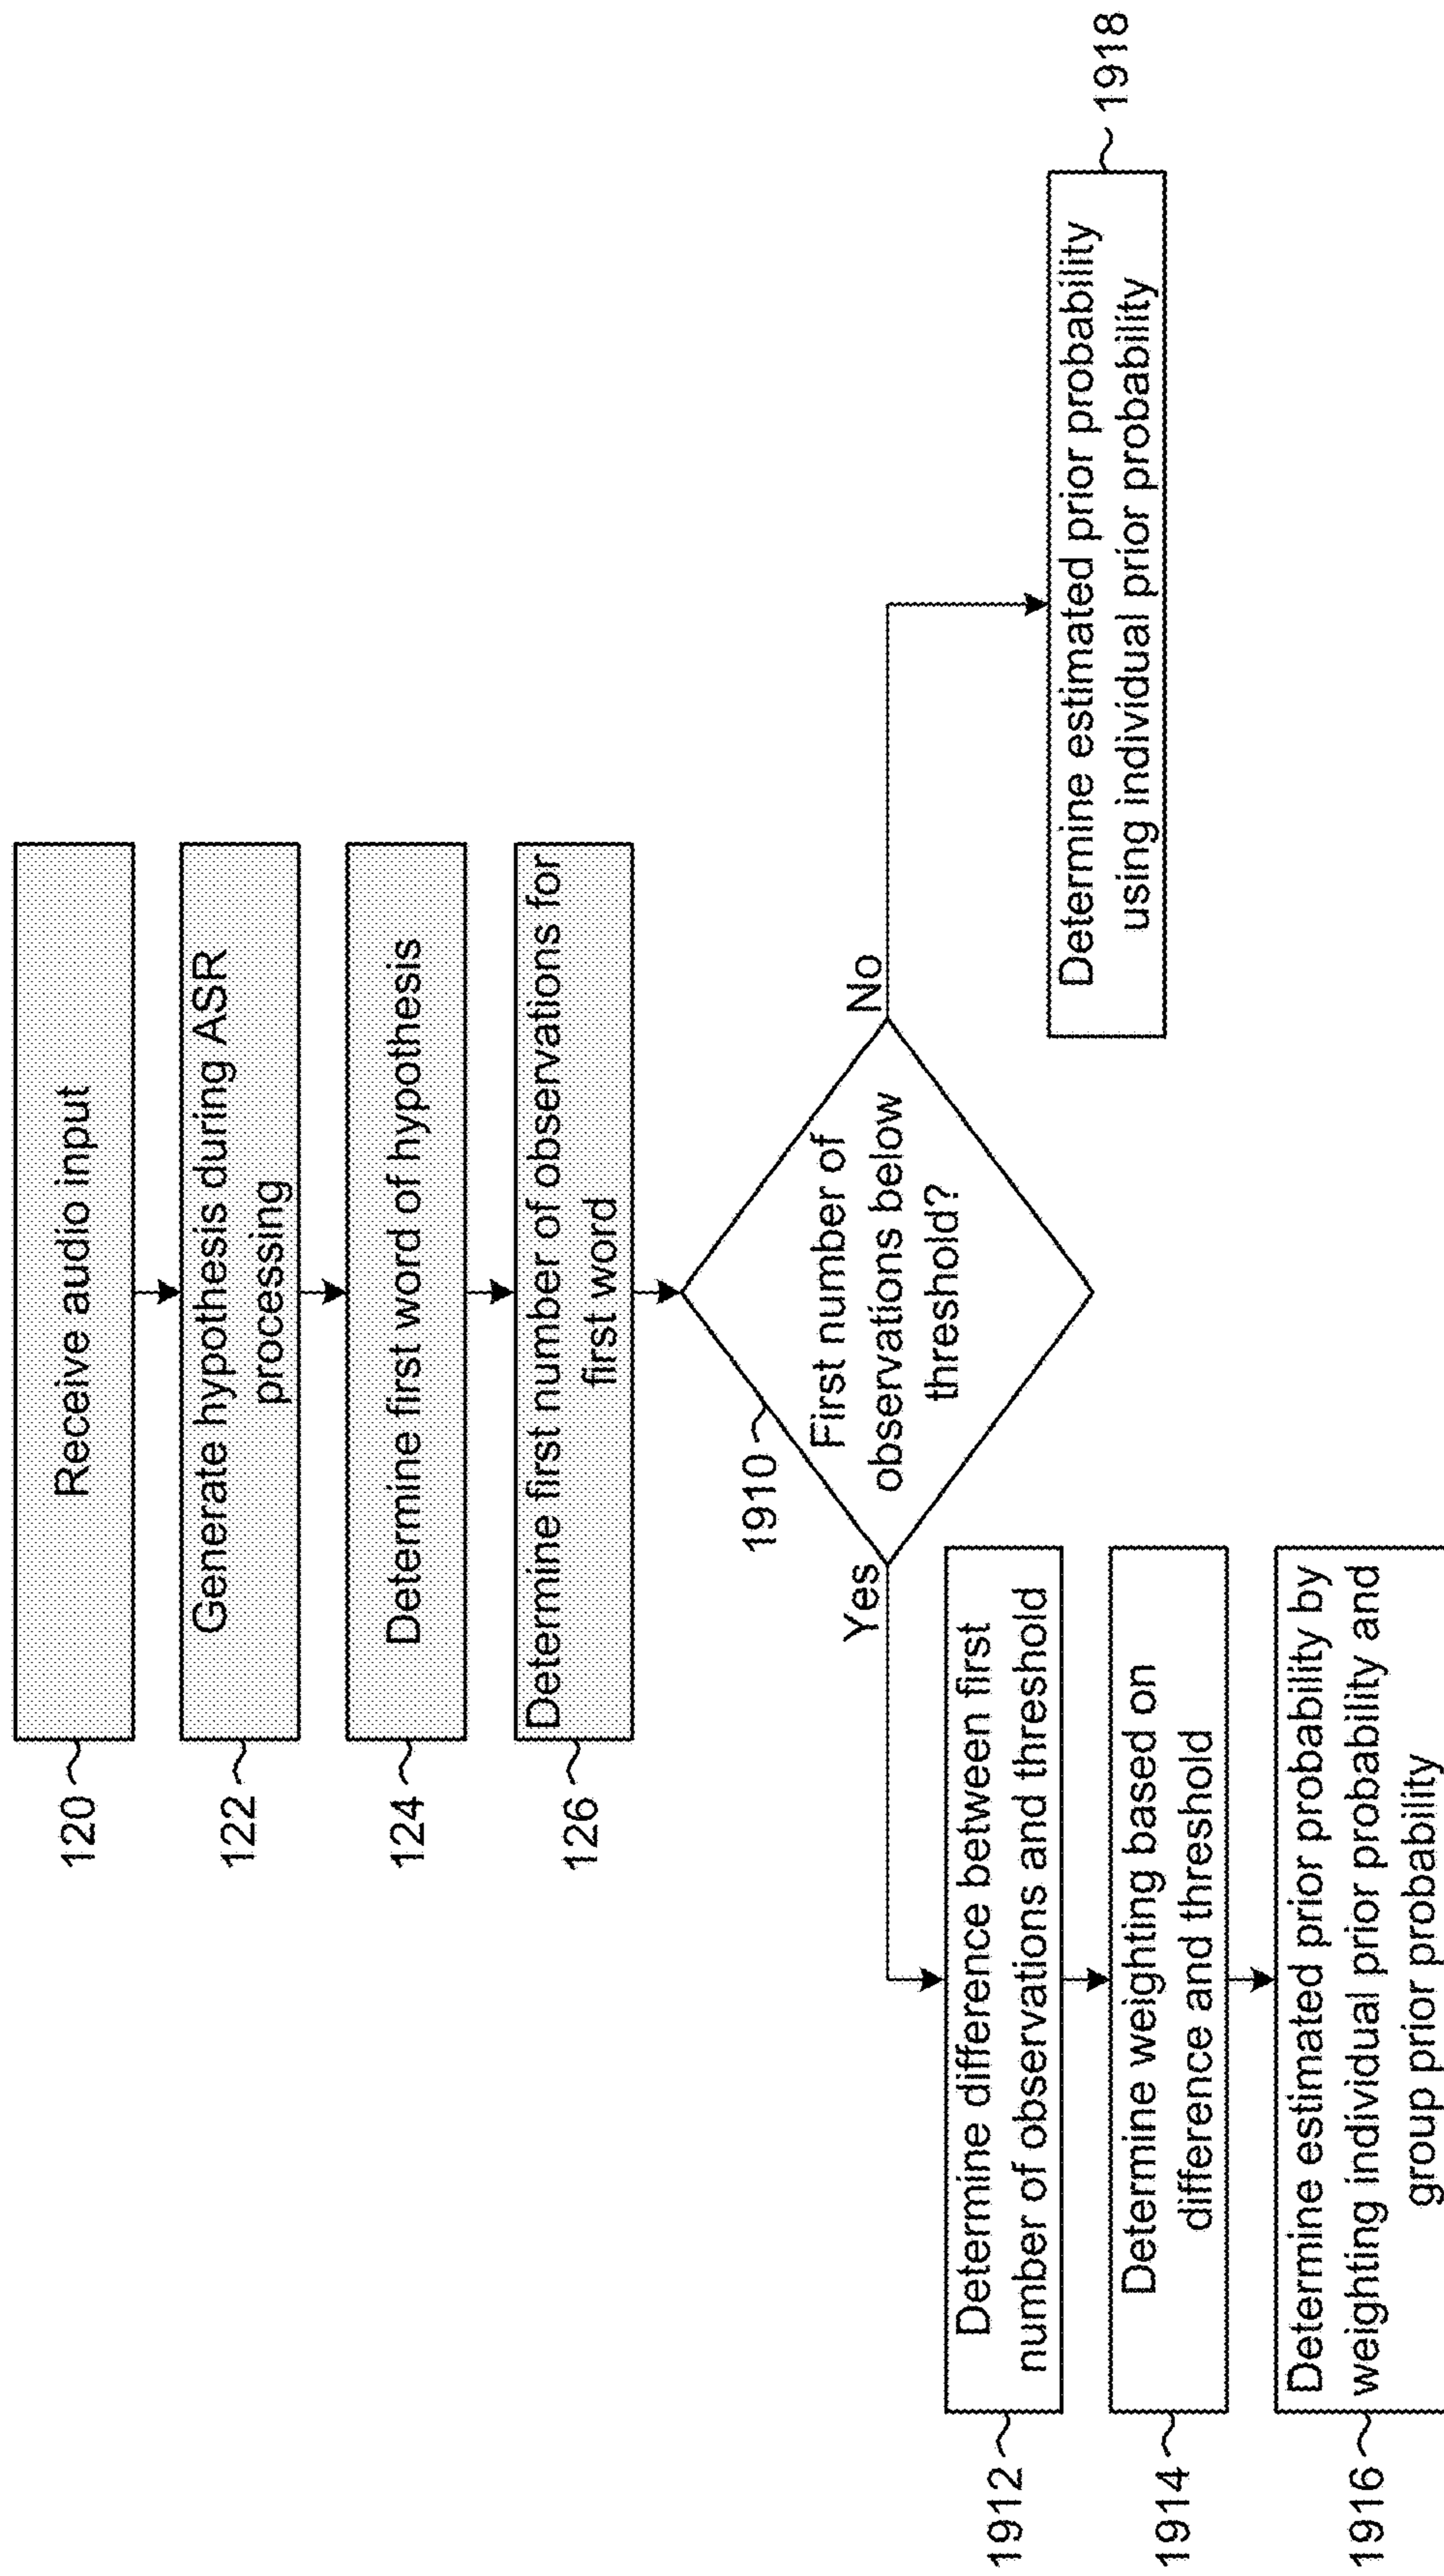 120
Receive audio input
122
Generate hypothesis during ASR
processing
124
Determine first word of hypothesis
126
Determine first number of observations for
first word
1910
First number of
observations below
threshold?
Yes
No
1912
Determine difference between first
number of observations and threshold
1914
Determine weighting based on
difference and threshold
1916
Determine estimated prior probability by
weighting individual prior probability and
group prior probability
Determine estimated prior probability
using individual prior probability
1918